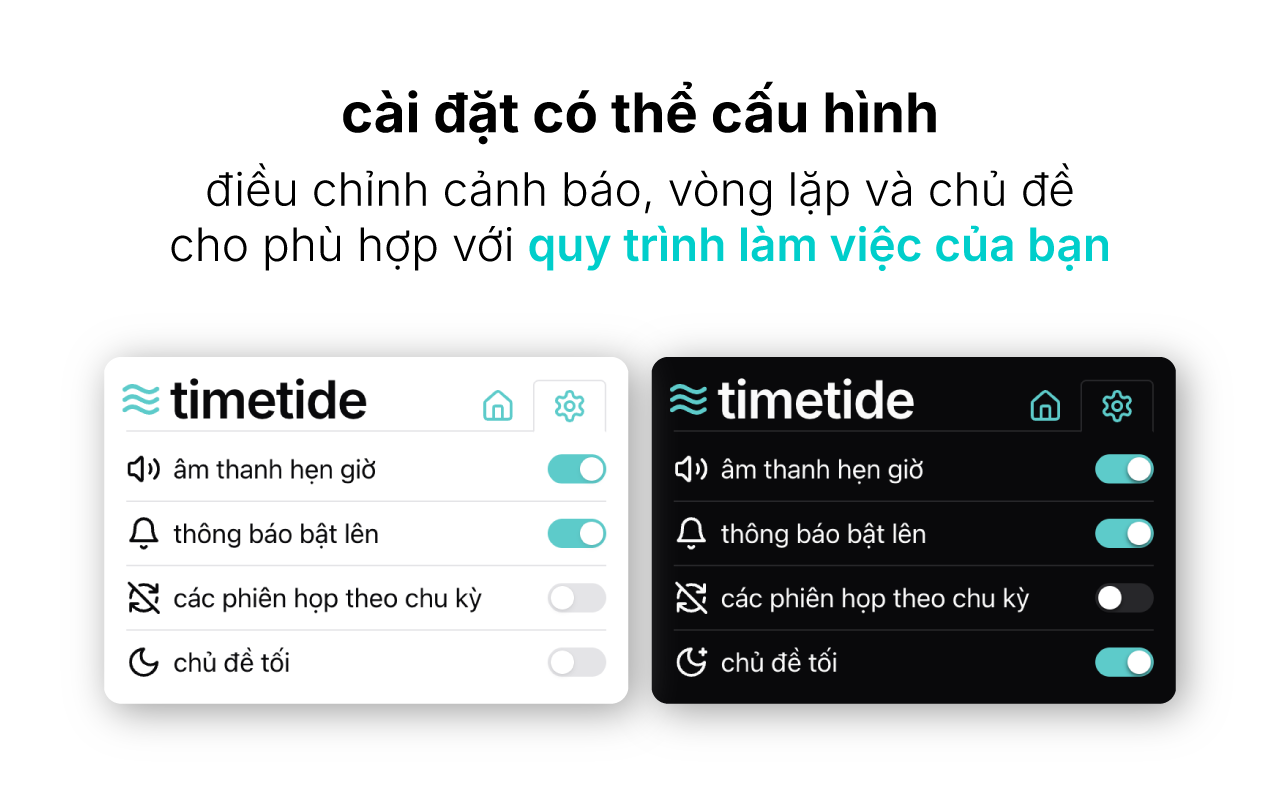 cài đặt có thể cấu hình
điều chỉnh cảnh báo, vòng lặp và chủ đề
cho phù hợp với quy trình làm việc của bạn
timetide
âm thanh hẹn giờ
thông báo bật lên
các phiên họp theo chu kỳ
chủ đề tối
timetide
âm thanh hẹn giờ
thông báo bật lên
các phiên họp theo chu kỳ
chủ đề tối